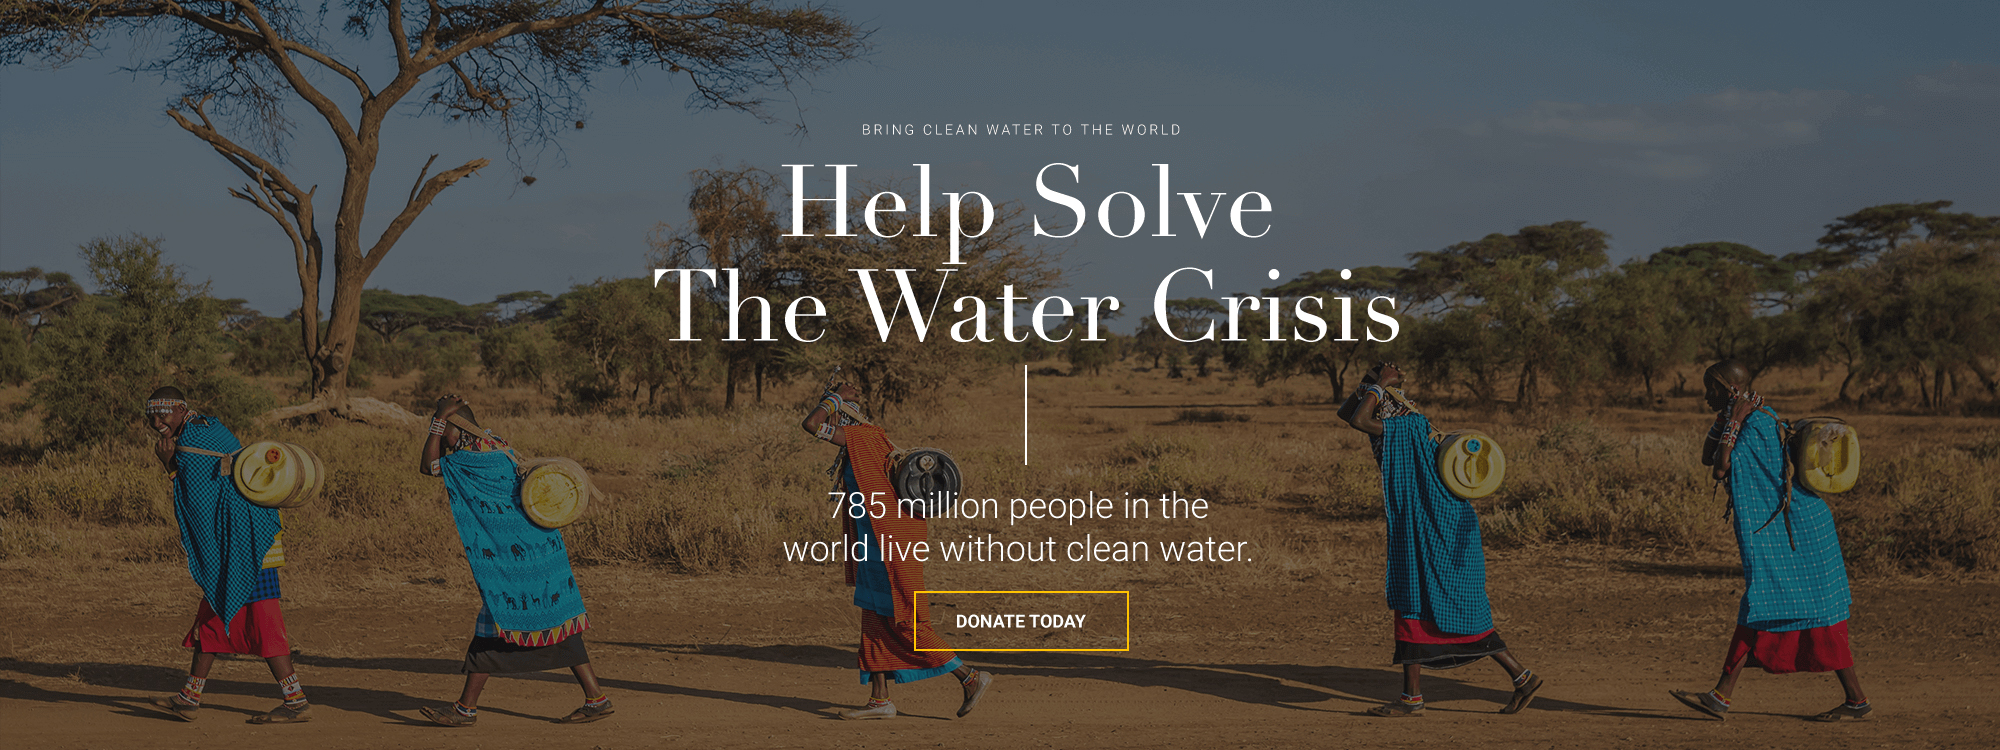 BRING CLEAN WATER TO THE WORLD
Help Solve
The Water Crisis
785 million people in the
world live without clean water.
DONATE TODAY